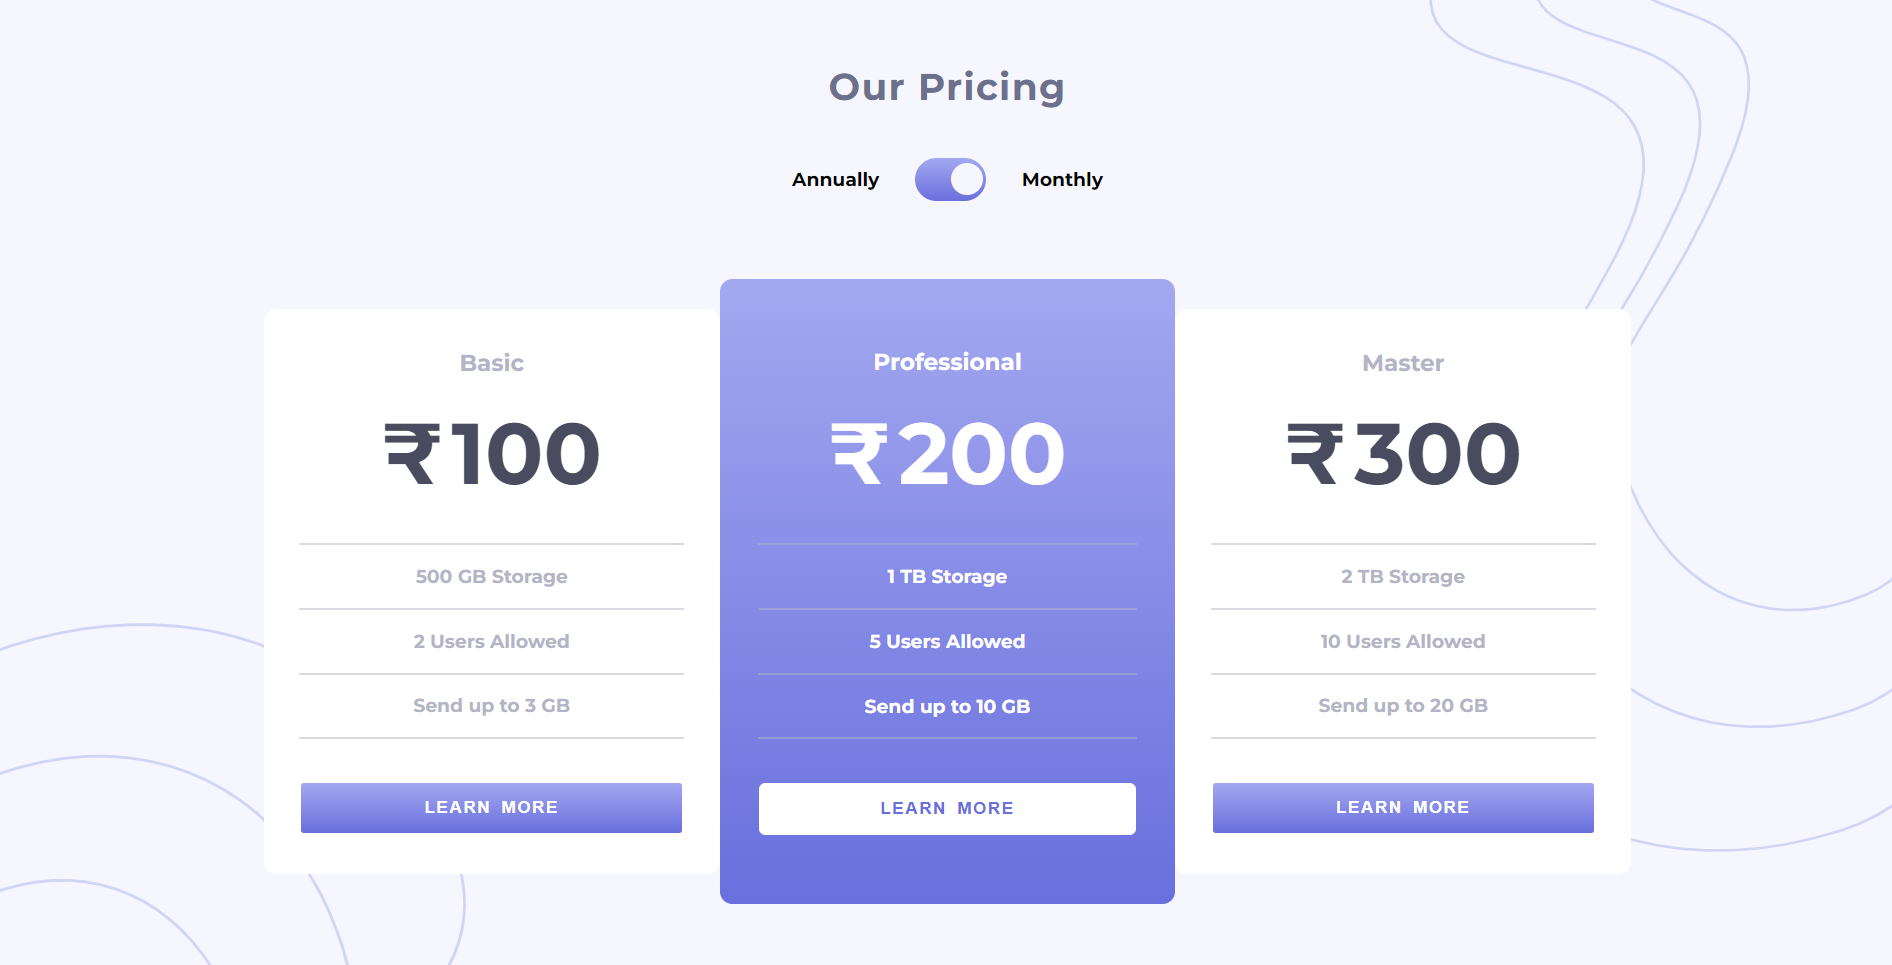 Our Pricing
Annually Monthly
Basic
₹100
500 GB Storage
2 Users Allowed
Send up to 3 GB
LEARN MORE
Professional
₹200
1 TB Storage
5 Users Allowed
Send up to 10 GB
LEARN MORE
Master
₹300
2 TB Storage
10 Users Allowed
Send up to 20 GB
LEARN MORE